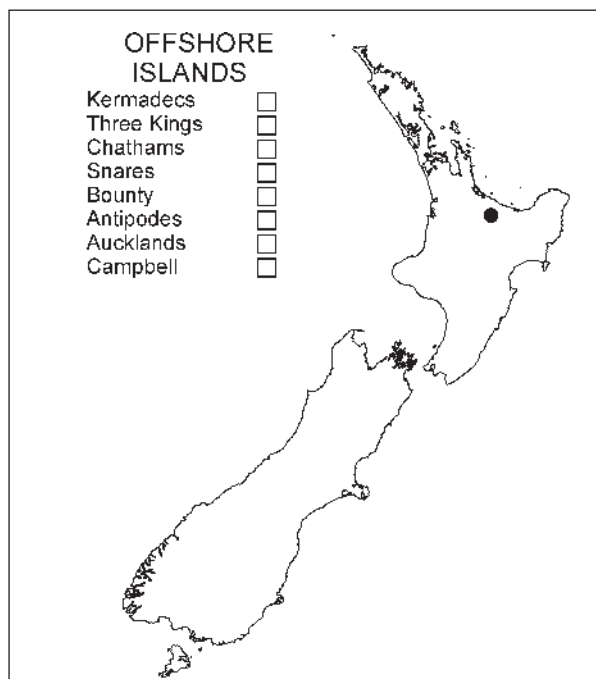 OFFSHORE
ISLANDS
Kermadecs
Three Kings
Chathams
Snares
Bounty
Antipodes
Aucklands
Campbell